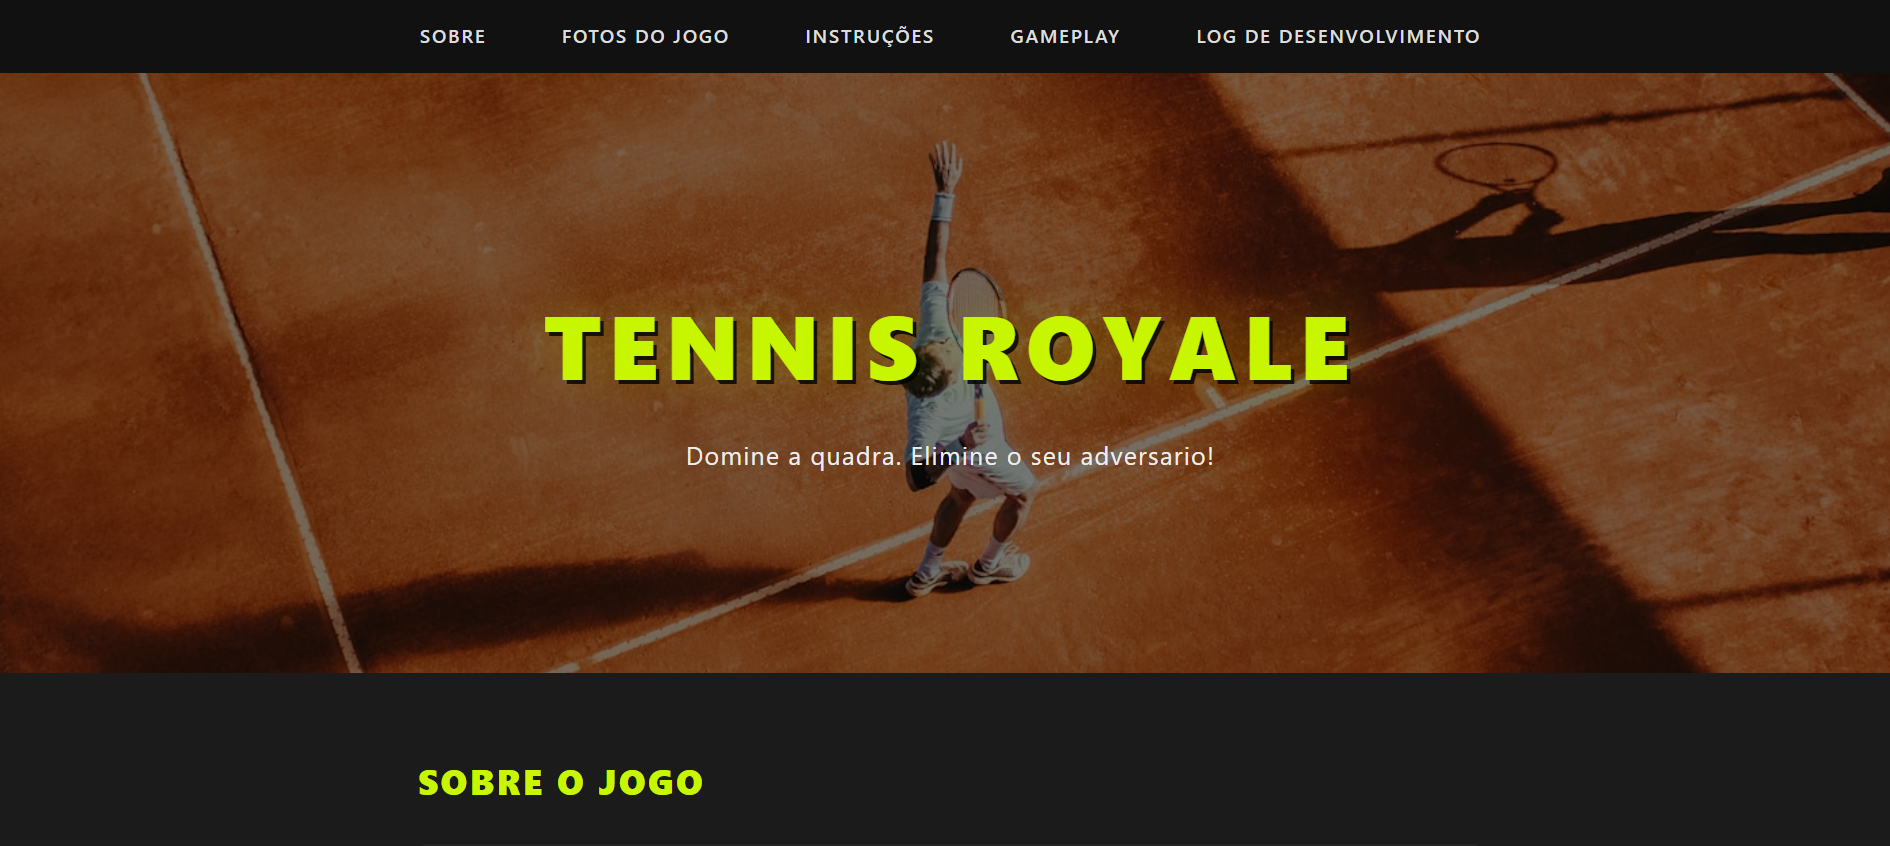 SOBRE FOTOS DO JOGO INSTRUÇÕES GAMEPLAY LOG DE DESENVOLVIMENTO
TENNIS ROYALE
Domine a quadra. Elimine o seu adversario!
SOBRE O JOGO